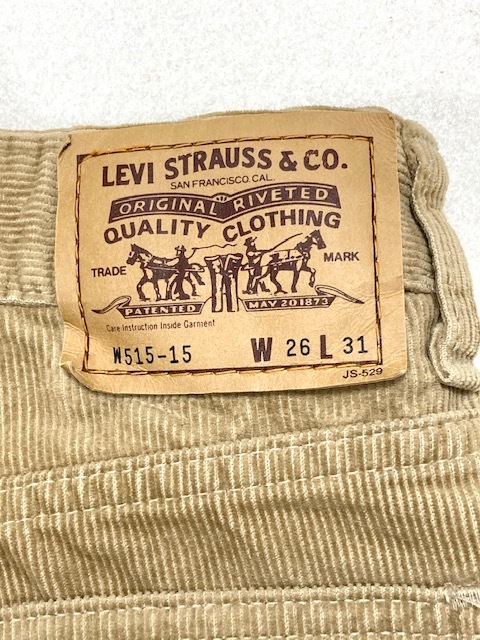 LEVI STRAUSS & CO.
SAN FRANCISCO, CAL.
ORIGINAL RIVETED
QUALITY CLOTHING
TRADE MARK
PATENTED MAY 20 1873
Care Instruction Inside Garment
W515-15 W 26 L 31
JS-529